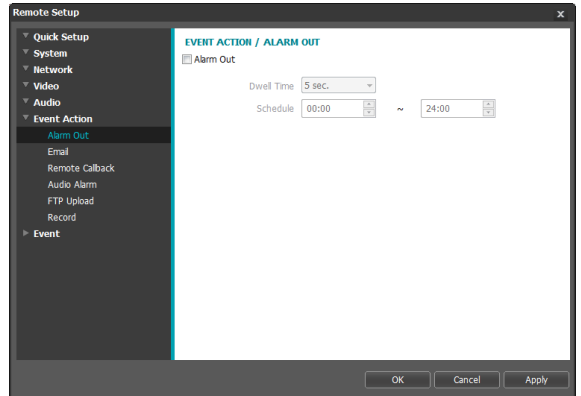 Remote Setup x
Quick Setup
System
Network
Video
Audio
Event Action
Alarm Out
Email
Remote Callback
Audio Alarm
FTP Upload
Record
Event
EVENT ACTION / ALARM OUT
Alarm Out
Dwell Time 5 sec.
Schedule 00:00 ~ 24:00
OK Cancel Apply